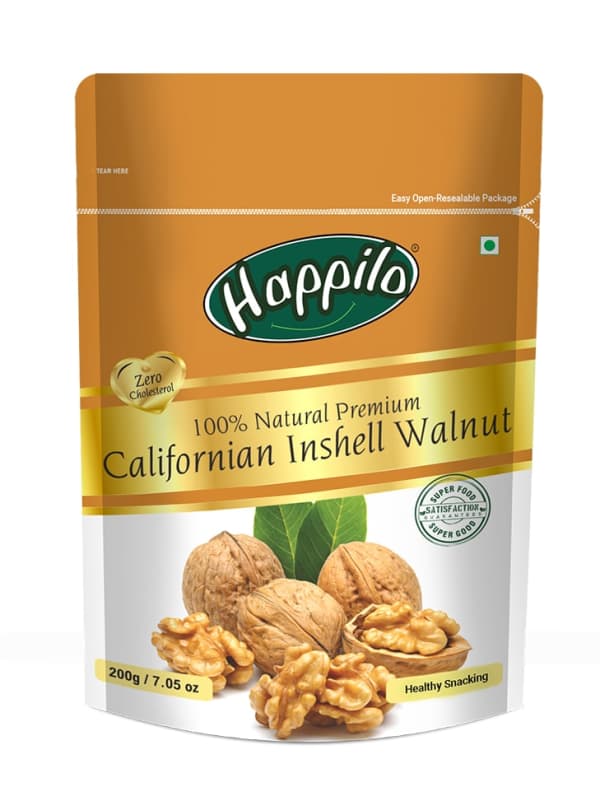 TEAR HERE
Easy Open-Resealable Package
Happilo
Zero
Cholesterol
100% Natural Premium
Californian Inshell Walnut
SUPER FOOD
SATISFACTION
GUARANTEED
SUPER GOOD
200g / 7.05 oz
Healthy Snacking